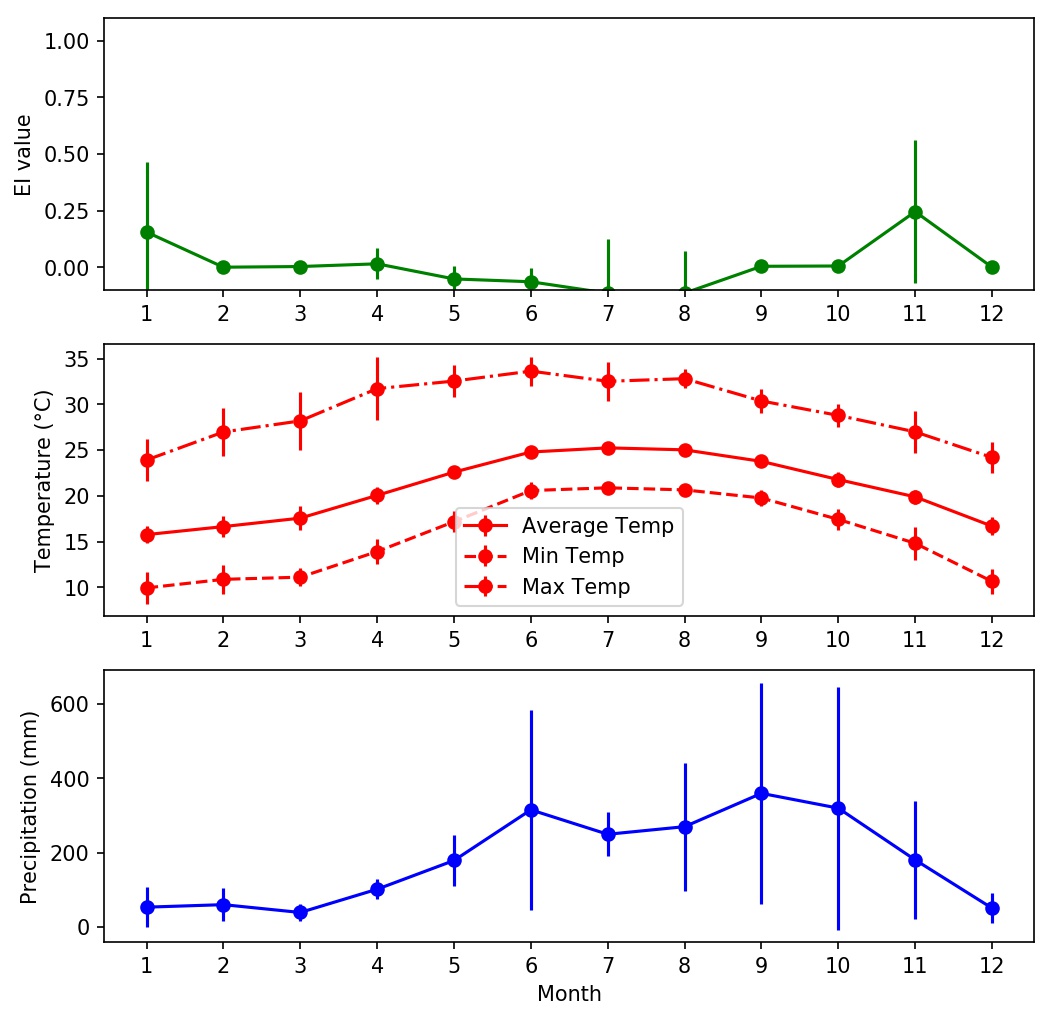 EI value
1.00
0.75
0.50
0.25
0.00
1 2 3 4 5 6 7 8 9 10 11 12
Temperature (°C)
35
30
25
20
15
10
Average Temp
Min Temp
Max Temp
1 2 3 4 5 6 7 8 9 10 11 12
Precipitation (mm)
600
400
200
0
1 2 3 4 5 6 7 8 9 10 11 12
Month